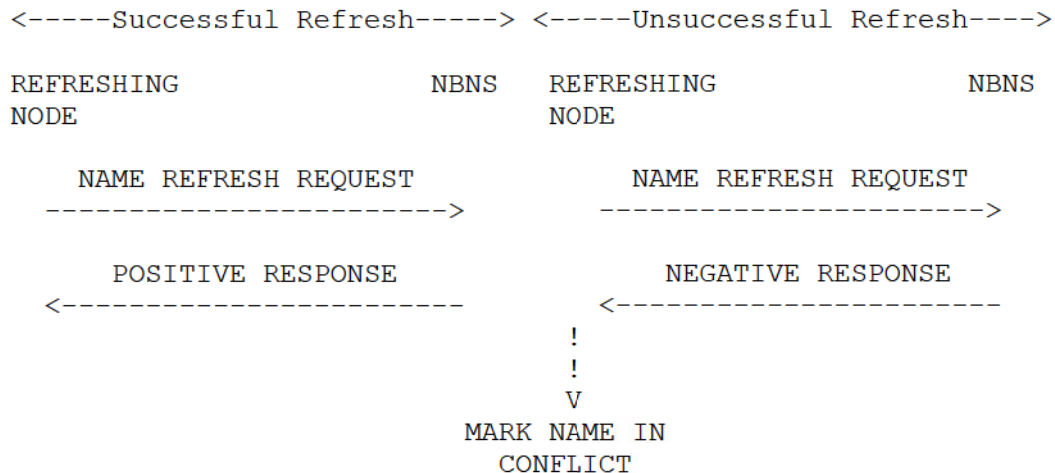 <-----Successful Refresh-----> <-----Unsuccessful Refresh---->
REFRESHING                NBNS   REFRESHING                NBNS
NODE                             NODE
NAME REFRESH REQUEST             NAME REFRESH REQUEST
------------------------>        ----------------------->
POSITIVE RESPONSE                NEGATIVE RESPONSE
<------------------------        <-----------------------
!
!
V
MARK NAME IN
CONFLICT